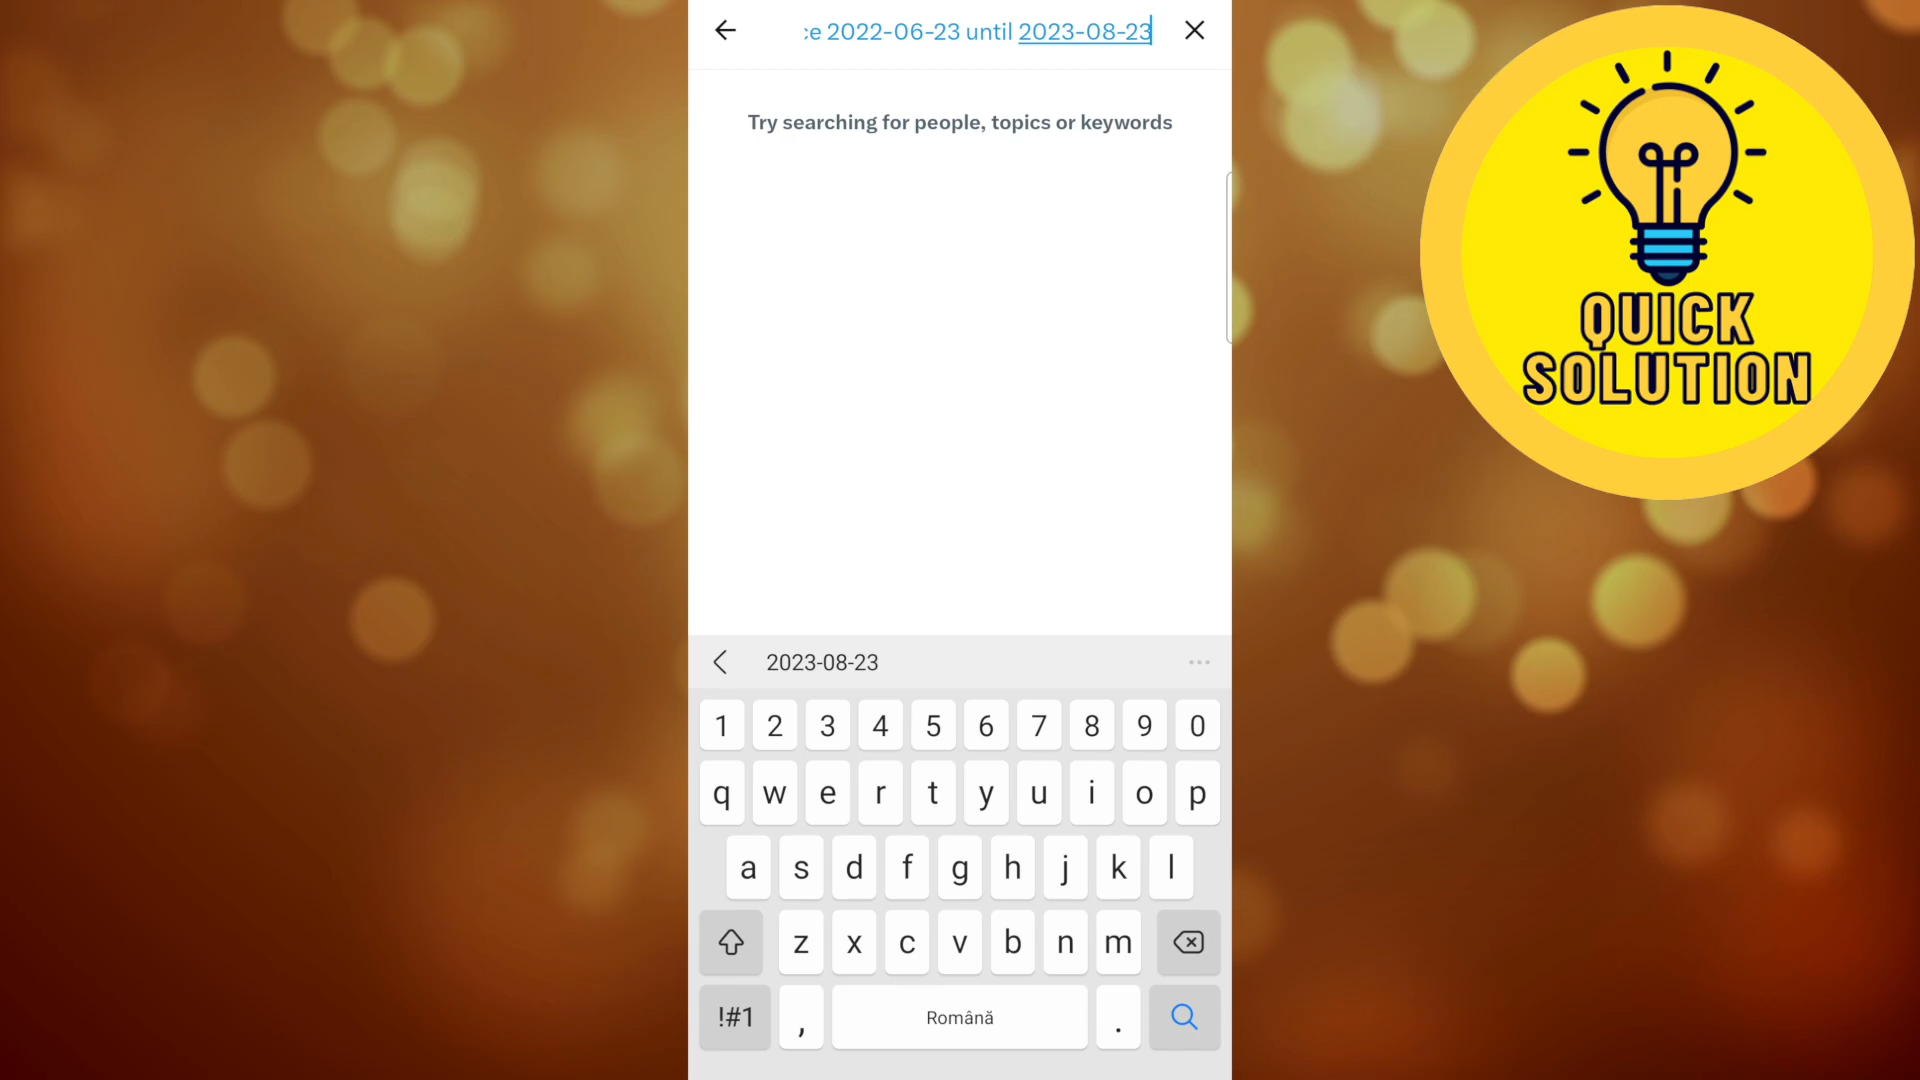 ce 2022-06-23 until 2023-08-23
Try searching for people, topics or keywords
QUICK
SOLUTION
2023-08-23
1 2 3 4 5 6 7 8 9 0
q w e r t y u i o p
a s d f g h j k l
z x c v b n m
!#1 , Română .